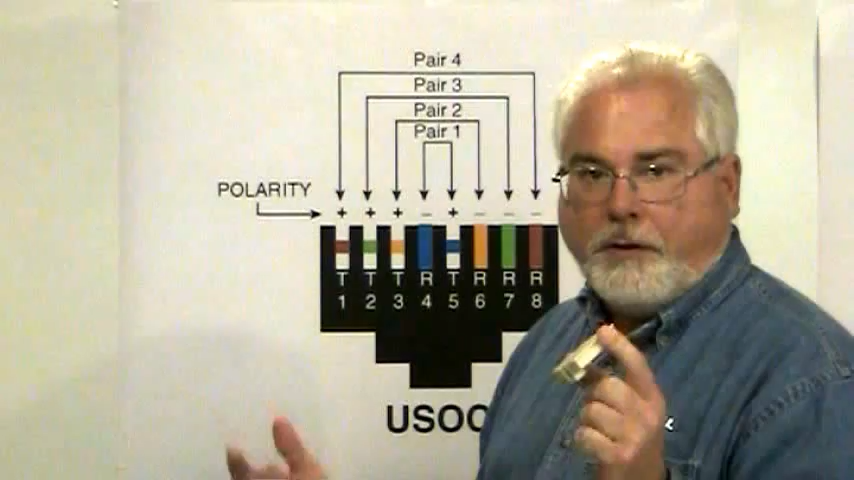 Pair 4
Pair 3
Pair 2
Pair 1
POLARITY
+ + + – + – – –
T T T R T R R R
1 2 3 4 5 6 7 8
USOC